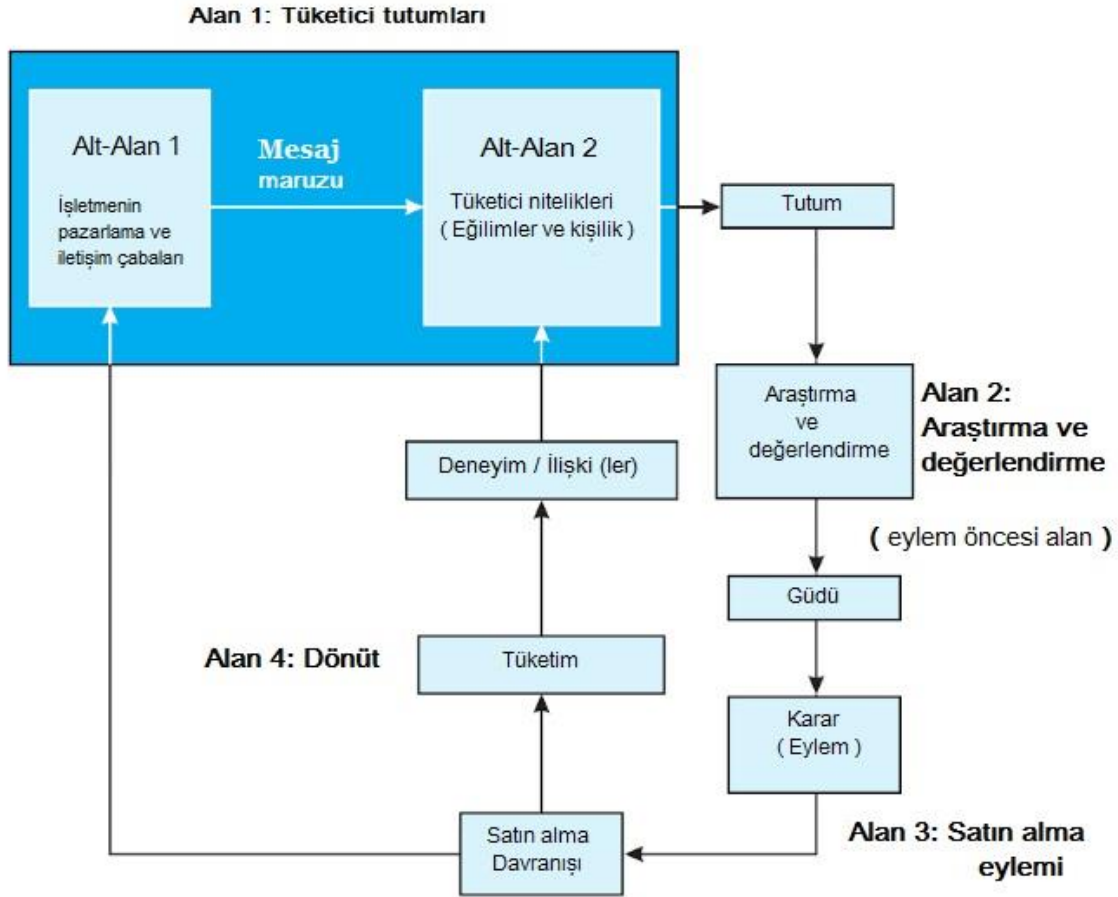 Alan 1: Tüketici tutumları
Alt-Alan 1
İşletmenin
pazarlama ve
iletişim çabaları
Mesaj
maruzu
Alt-Alan 2
Tüketici nitelikleri
( Eğilimler ve kişilik )
Tutum
Araştırma
ve
değerlendirme
Alan 2:
Araştırma ve
değerlendirme
( eylem öncesi alan )
Deneyim / İlişki (ler)
Güdü
Alan 4: Dönüt
Tüketim
Karar
( Eylem )
Satın alma
Davranışı
Alan 3: Satın alma
eylemi